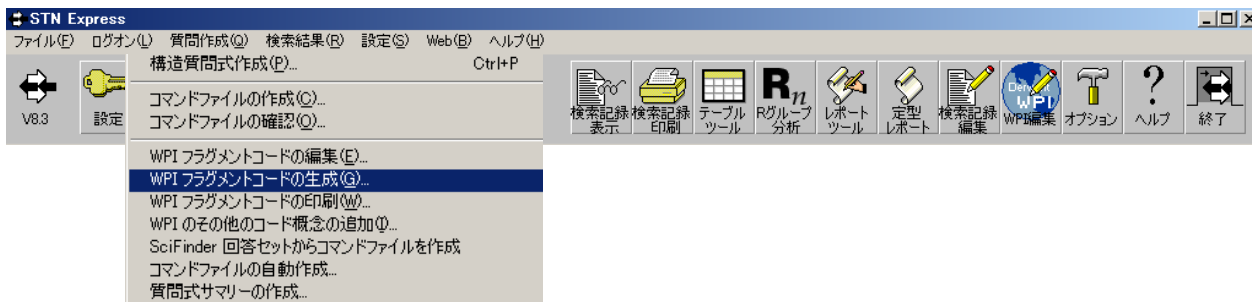 STN Express
ファイル(F) ログオン(L) 質問作成(Q) 検索結果(R) 設定(S) Web(B) ヘルプ(H)
構造質問式作成(P)... Ctrl+P
コマンドファイルの作成(C)...
コマンドファイルの確認(O)...
WPI フラグメントコードの編集(E)...
WPI フラグメントコードの生成(G)...
WPI フラグメントコードの印刷(W)...
WPI のその他のコード概念の追加(I)...
SciFinder 回答セットからコマンドファイルを作成
コマンドファイルの自動作成...
質問式サマリーの作成...
V8.3
設定
検索記録表示
検索記録印刷
テーブルツール
Rn
Rグループ分析
レポートツール
定型レポート
検索記録編集
Derwent
WPI
WPI編集
オプション
?
ヘルプ
終了